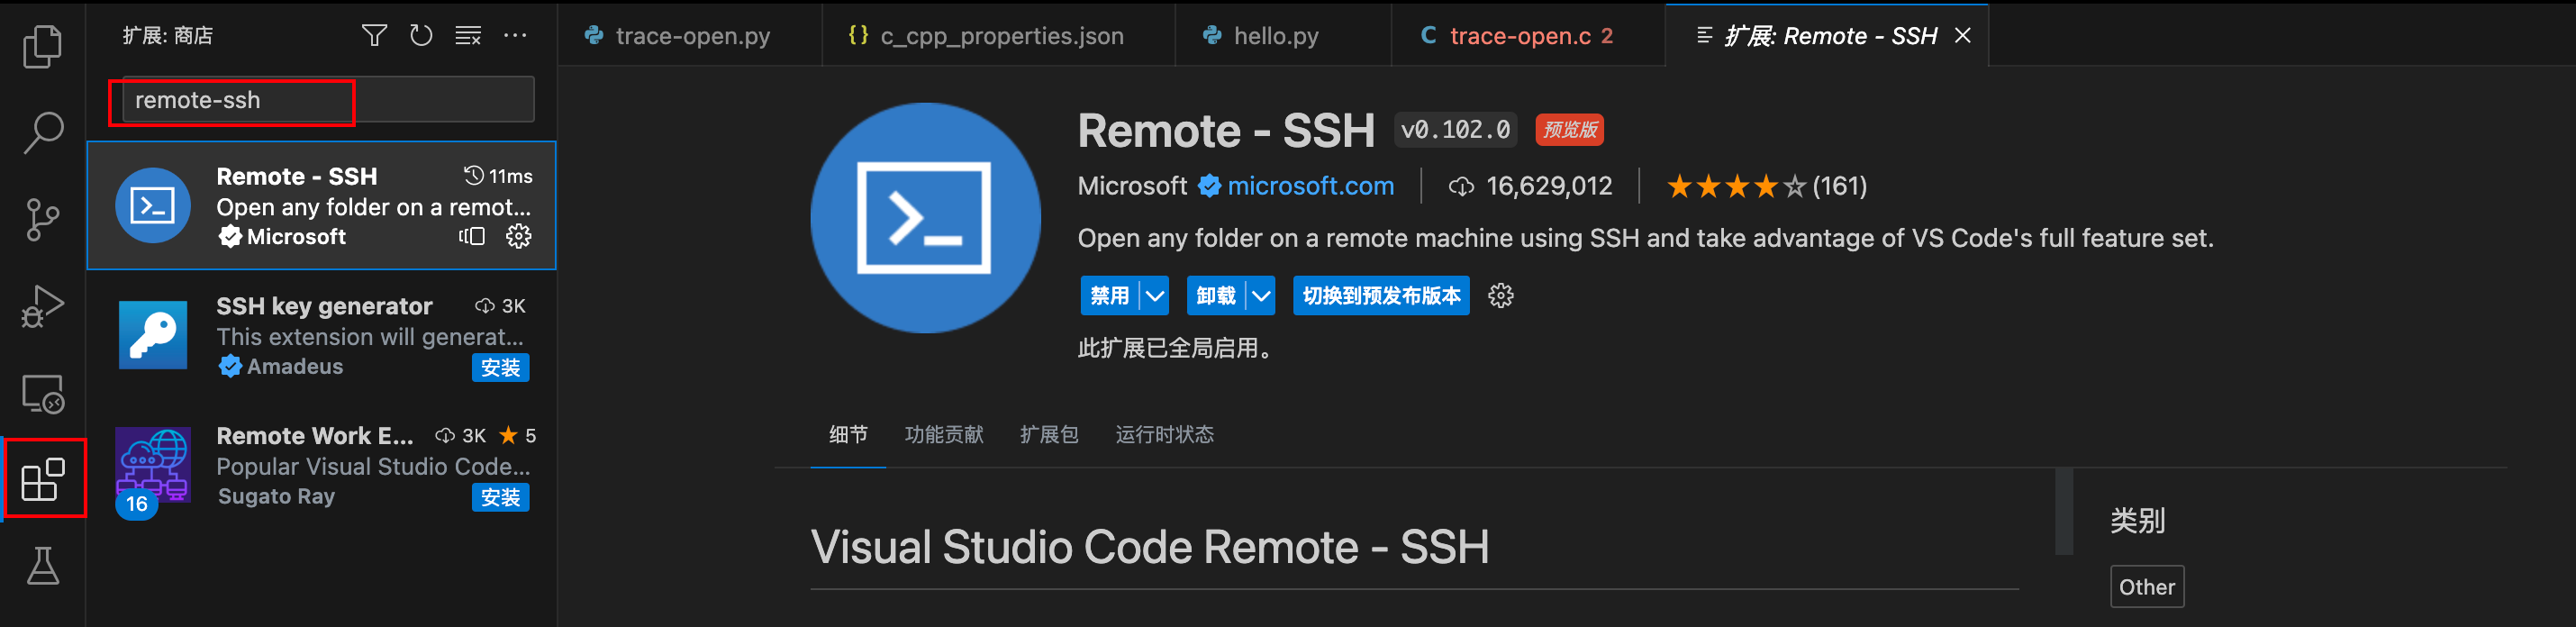 扩展: 商店
remote-ssh
Remote - SSH
11ms
Open any folder on a remot...
Microsoft
SSH key generator
3K
This extension will generat...
Amadeus
安装
Remote Work E...
3K
5
Popular Visual Studio Code...
Sugato Ray
安装
16
trace-open.py
{} c_cpp_properties.json
hello.py
C trace-open.c 2
扩展: Remote - SSH
Remote - SSH v0.102.0 预览版
Microsoft microsoft.com 16,629,012 (161)
Open any folder on a remote machine using SSH and take advantage of VS Code's full feature set.
禁用 卸载 切换到预发布版本
此扩展已全局启用。
细节 功能贡献 扩展包 运行时状态
Visual Studio Code Remote - SSH
类别
Other